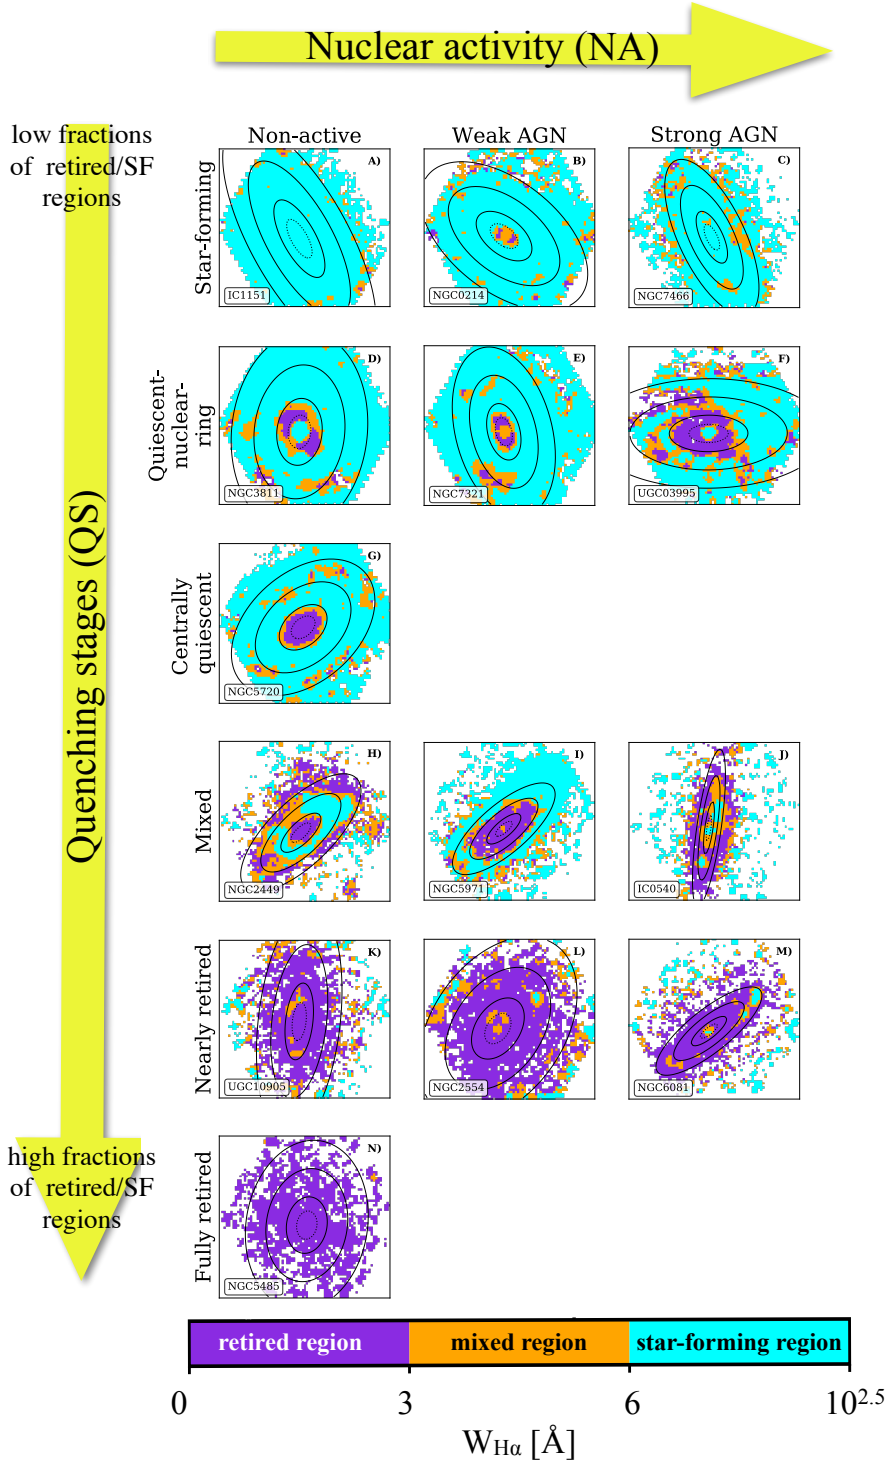 Nuclear activity (NA)
low fractions
of retired/SF
regions
Non-active
Weak AGN
Strong AGN
Star-forming
A)
IC1151
B)
NGC0214
C)
NGC7466
Quiescent-
nuclear-
ring
D)
NGC3811
E)
NGC7321
F)
UGC03995
Quenching stages (QS)
Centrally
quiescent
G)
NGC5720
Mixed
H)
NGC2449
I)
NGC5971
J)
IC0540
Nearly retired
K)
UGC10905
L)
NGC2554
M)
NGC6081
high fractions
of retired/SF
regions
Fully retired
N)
NGC5485
retired region
mixed region
star-forming region
0
3
6
10^2.5
W_Hα [Å]